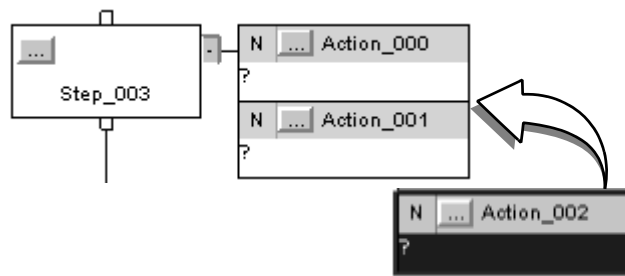 N ... Action_000
...
?
Step_003
N ... Action_001
?
N ... Action_002
?